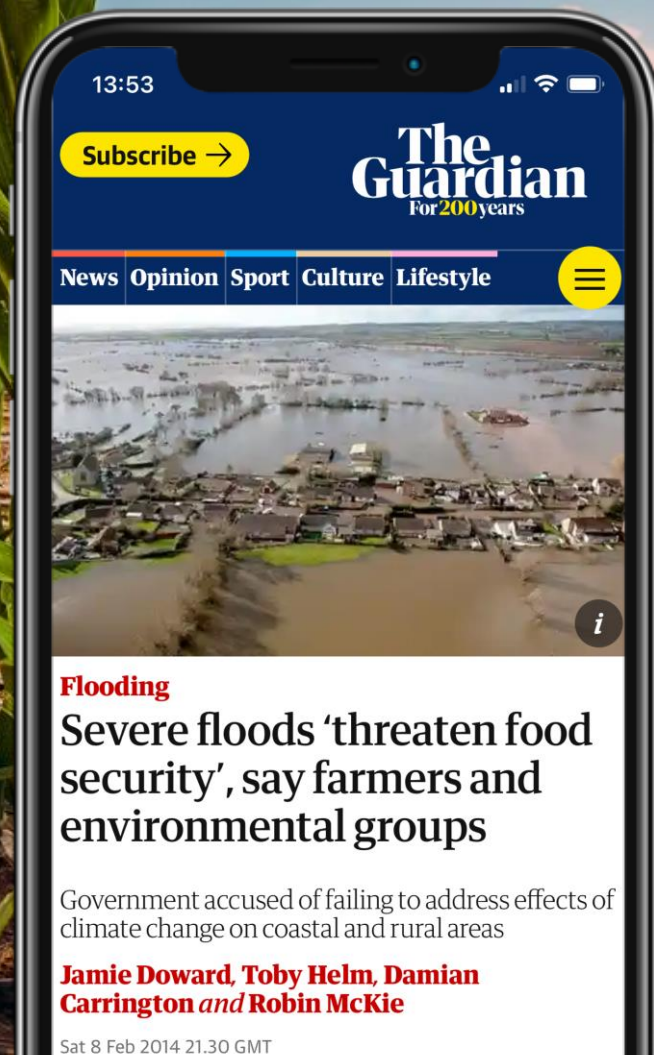 13:53
Subscribe →
The
Guardian
For 200 years
News Opinion Sport Culture Lifestyle
i
Flooding
Severe floods ‘threaten food
security’, say farmers and
environmental groups
Government accused of failing to address effects of
climate change on coastal and rural areas
Jamie Doward, Toby Helm, Damian
Carrington and Robin McKie
Sat 8 Feb 2014 21.30 GMT